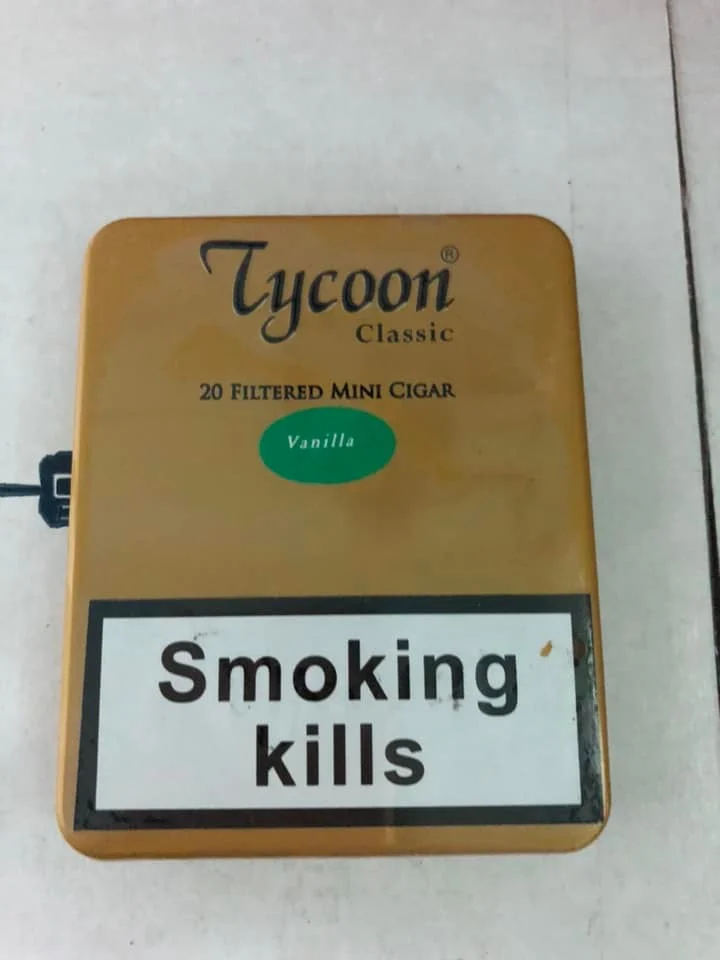 Tycoon®
Classic
20 FILTERED MINI CIGAR
Vanilla
Smoking
kills